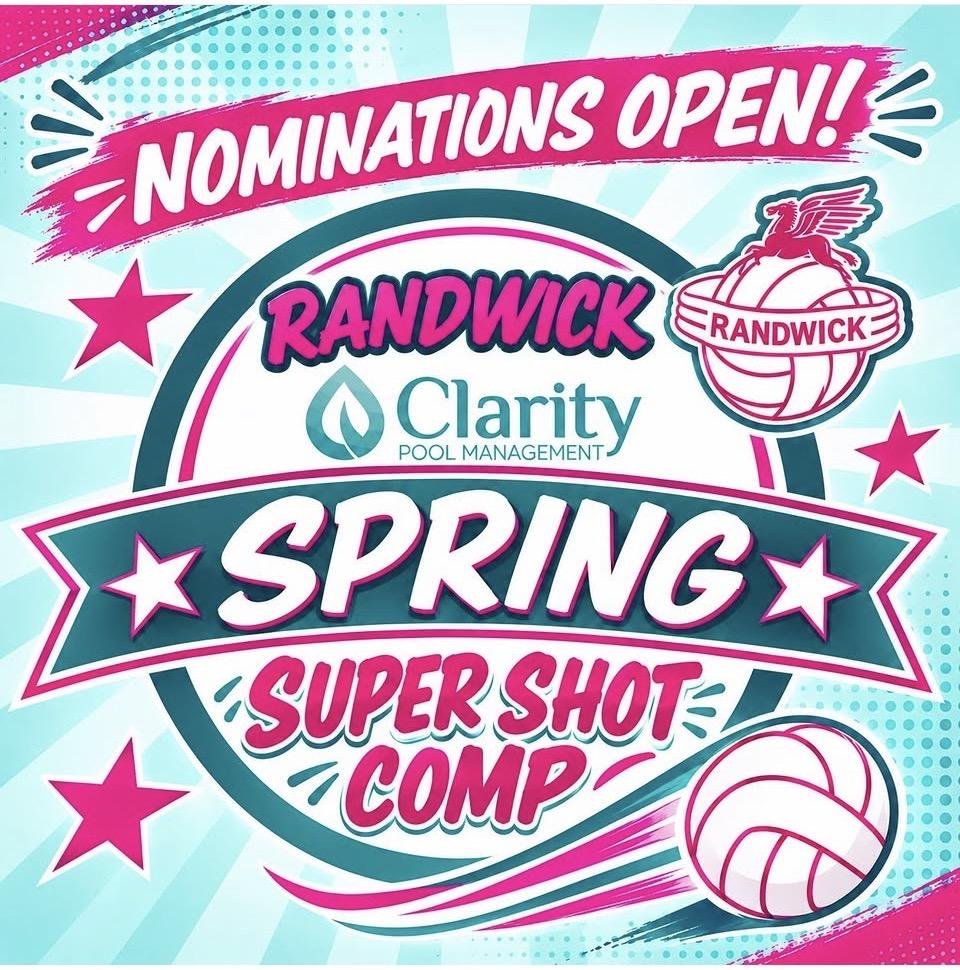 NOMINATIONS OPEN!
RANDWICK
RANDWICK
Clarity
POOL MANAGEMENT
SPRING
SUPER SHOT
COMP